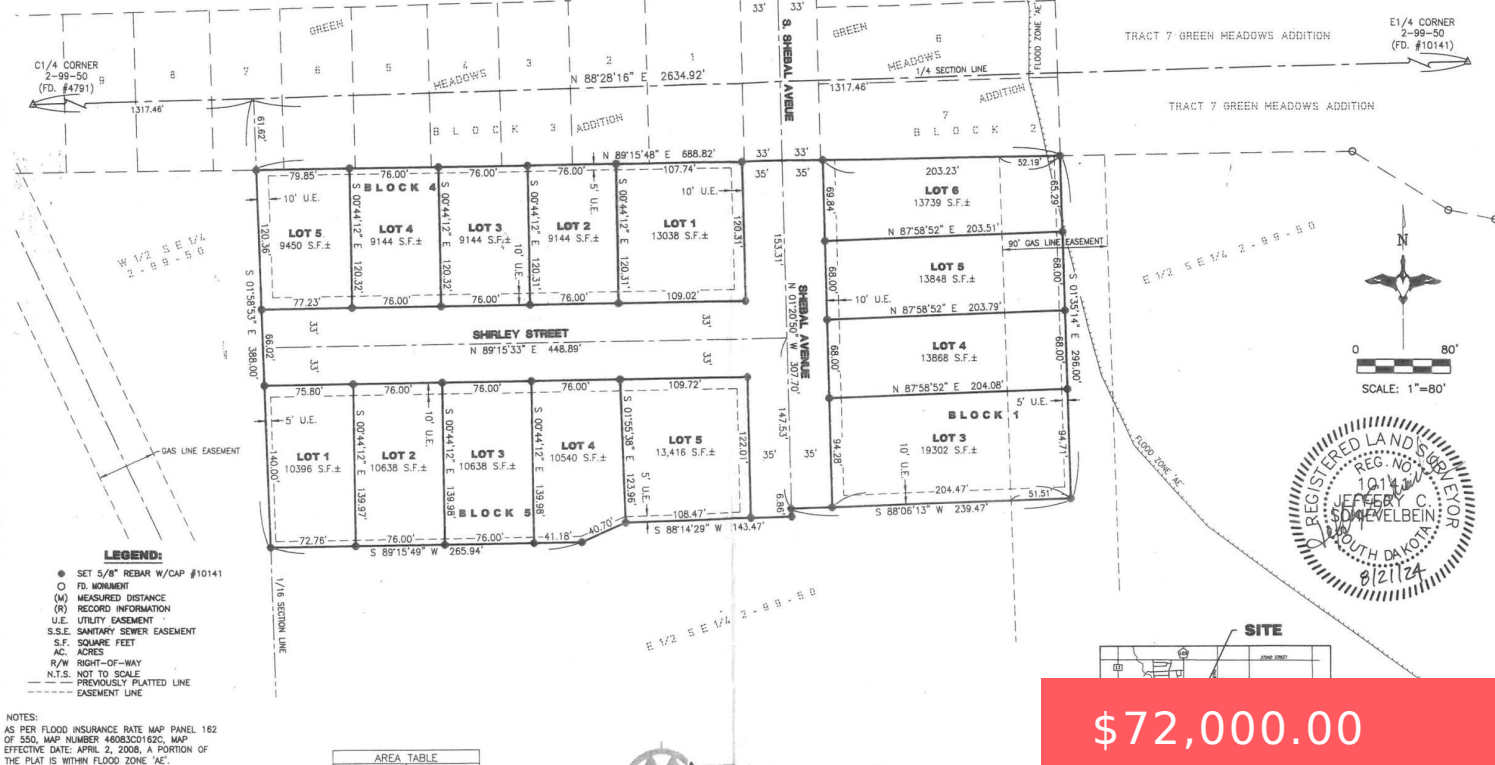 33' 33'
GREEN
S. SHEBAL AVEUE
GREEN
FLOOD ZONE 'AE'
TRACT 7 GREEN MEADOWS ADDITION
E1/4 CORNER
2-99-50
(FD. #10141)
C1/4 CORNER
2-99-50
(FD. #4791)
9 8 7 6 5 4 3 2 1
MEADOWS
6
MEADOWS
N 88°28'16" E 2634.92'
1/4 SECTION LINE
1317.46'
1317.46'
ADDITION
TRACT 7 GREEN MEADOWS ADDITION
61.62'
BLOCK 3 ADDITION
7
BLOCK 2
N 89°15'48" E 688.82'
33' 33'
52.19'
79.85' 76.00' 76.00' 76.00' 107.74'
35' 35'
203.23'
BLOCK 4
10' U.E.
5' U.E.
10' U.E.
69.84'
LOT 6
13739 S.F.±
65.29'
120.36'
LOT 5
9450 S.F.±
S 00°44'12" E 120.32'
LOT 4
9144 S.F.±
S 00°44'12" E 120.32'
LOT 3
9144 S.F.±
10' U.E.
S 00°44'12" E 120.31'
LOT 2
9144 S.F.±
S 00°44'12" E 120.31'
LOT 1
13038 S.F.±
120.31'
153.31'
N 87°58'52" E 203.51'
90' GAS LINE EASEMENT
W 1/2 S E 1/4
2-99-50
E 1/2 S E 1/4 2-99-50
N
68.00'
LOT 5
13848 S.F.±
68.00'
10' U.E.
77.23' 76.00' 76.00' 76.00' 109.02'
N 87°58'52" E 203.79'
S 01°58'53" E 388.00'
66.02'
33' 33'
SHIRLEY STREET
N 89°15'33" E 448.89'
33' 33'
SHEBAL AVENUE
N 01°20'50" W 307.70'
68.00'
LOT 4
13868 S.F.±
68.00'
S 01°35'14" E 296.00'
0 80'
SCALE: 1"=80'
75.80' 76.00' 76.00' 76.00' 109.72'
N 87°58'52" E 204.08'
5' U.E.
BLOCK 1
5' U.E.
10' U.E.
GAS LINE EASEMENT
140.00'
LOT 1
10396 S.F.±
S 00°44'12" E 139.97'
LOT 2
10638 S.F.±
S 00°44'12" E 139.98'
LOT 3
10638 S.F.±
S 00°44'12" E 139.98'
LOT 4
10540 S.F.±
S 01°55'38" E 123.96'
LOT 5
13,416 S.F.±
5' U.E.
122.01'
147.53'
35' 35'
6.86'
94.28'
LOT 3
19302 S.F.±
10' U.E.
94.71'
FLOOD ZONE 'AE'
204.47' 51.51'
S 88°06'13" W 239.47'
BLOCK 5
108.47'
S 88°14'29" W 143.47'
72.76' 76.00' 76.00' 41.18' 40.70'
S 89°15'49" W 265.94'
REGISTERED LAND SURVEYOR
REG. NO.
10141
JEFFERY C.
SOUTH DAKOTA
8/21/24
LEGEND:
SET 5/8" REBAR W/CAP #10141
FD. MONUMENT
(M) MEASURED DISTANCE
(R) RECORD INFORMATION
U.E. UTILITY EASEMENT
S.S.E. SANITARY SEWER EASEMENT
S.F. SQUARE FEET
AC. ACRES
R/W RIGHT-OF-WAY
N.T.S. NOT TO SCALE
PREVIOUSLY PLATTED LINE
EASEMENT LINE
1/16 SECTION LINE
E 1/2 S E 1/4 2-99-50
SITE
NOTES:
AS PER FLOOD INSURANCE RATE MAP PANEL 162
OF 550, MAP NUMBER 46083C0162C, MAP
EFFECTIVE DATE: APRIL 2, 2008, A PORTION OF
THE PLAT IS WITHIN FLOOD ZONE 'AE'.
AREA TABLE
$72,000.00